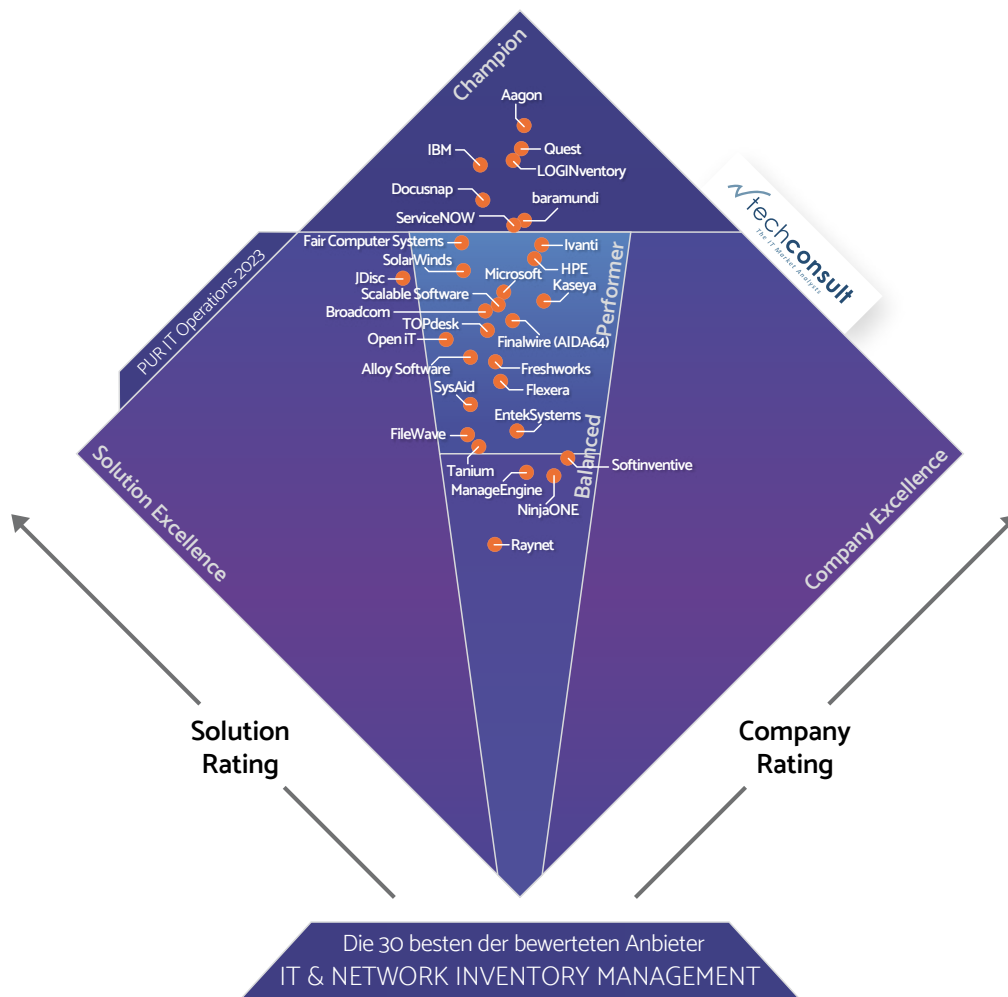 Champion
Aagon
Quest
IBM
LOGINventory
Docusnap
baramundi
ServiceNOW
techconsult
The IT Market Analysts
PUR IT Operations 2023
Fair Computer Systems
Ivanti
SolarWinds
HPE
JDisc
Microsoft
Kaseya
Scalable Software
Performer
Broadcom
TOPdesk
Finalwire (AIDA64)
Open iT
Alloy Software
Freshworks
SysAid
Flexera
EntekSystems
FileWave
Balanced
Tanium
Softinventive
ManageEngine
NinjaONE
Solution Excellence
Company Excellence
Raynet
Solution
Rating
Company
Rating
Die 30 besten der bewerteten Anbieter
IT & NETWORK INVENTORY MANAGEMENT